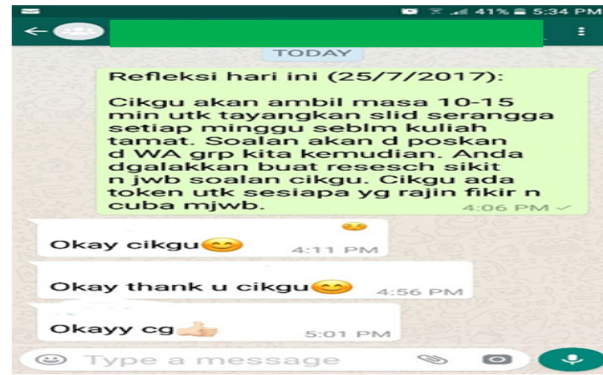 41% 5:34 PM
TODAY
Refleksi hari ini (25/7/2017):
Cikgu akan ambil masa 10-15
min utk tayangkan slid serangga
setiap minggu seblm kuliah
tamat. Soalan akan d poskan
d WA grp kita kemudian. Anda
dgalakkan buat resesch sikit
n jwb soalan cikgu. Cikgu ada
token utk sesiapa yg rajin fikir n
cuba mjwb.
4:06 PM
Okay cikgu😊
4:11 PM
Okay thank u cikgu😊
4:56 PM
Okayy cg👍🏻
5:01 PM
Type a message